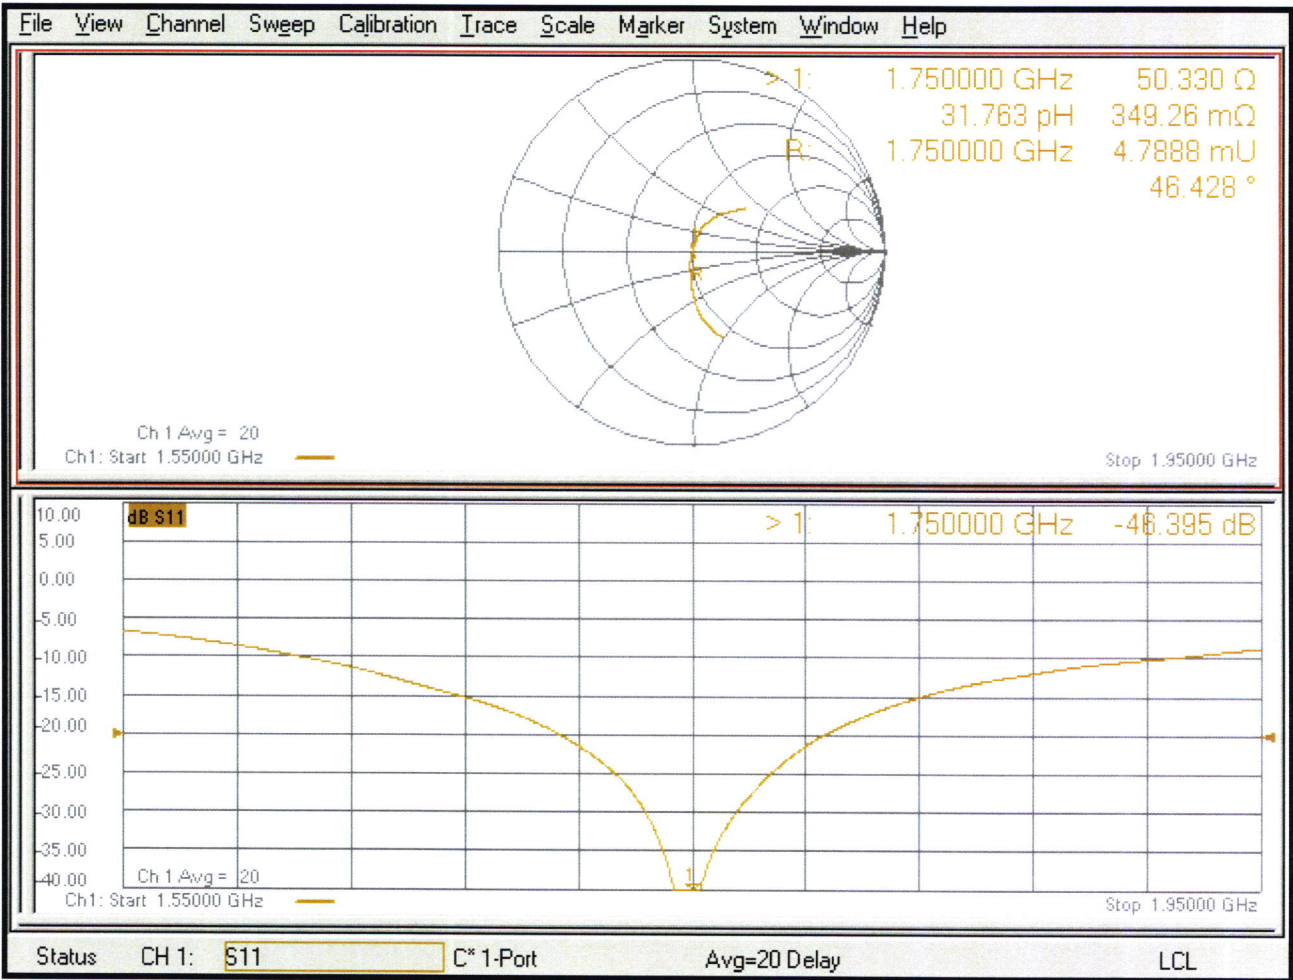 File View Channel Sweep Calibration Trace Scale Marker System Window Help
> 1: 1.750000 GHz 50.330 Ω
31.763 pH 349.26 mΩ
R: 1.750000 GHz 4.7888 mU
46.428 °
Ch 1 Avg = 20
Ch1: Start 1.55000 GHz
Stop 1.95000 GHz
10.00
dB S11
> 1: 1.750000 GHz -46.395 dB
5.00
0.00
-5.00
-10.00
-15.00
-20.00
-25.00
-30.00
-35.00
-40.00
1
Ch 1 Avg = 20
Ch1: Start 1.55000 GHz
Stop 1.95000 GHz
Status CH 1: S11 C* 1-Port Avg=20 Delay LCL